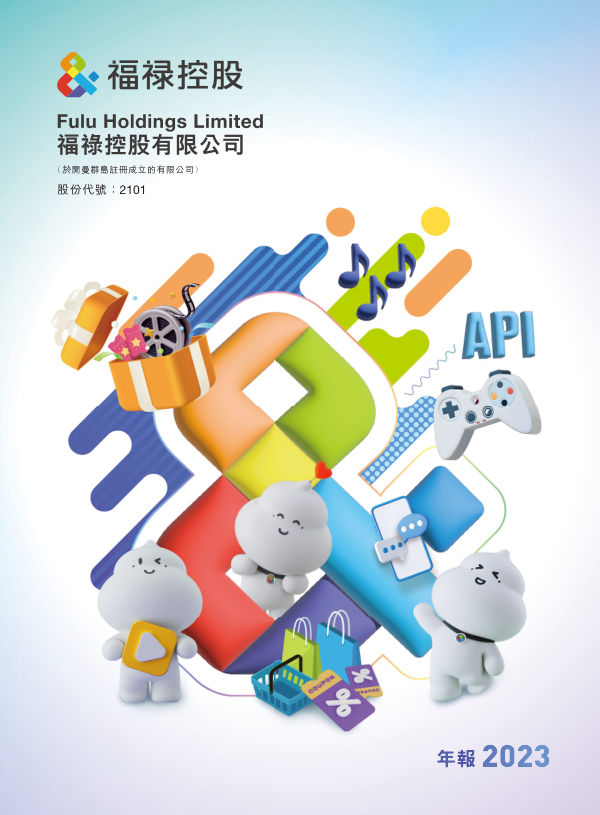 福禄控股
Fulu Holdings Limited
福祿控股有限公司
（於開曼群島註冊成立的有限公司）
股份代號：2101
API
COUPON
%
%
年報 2023